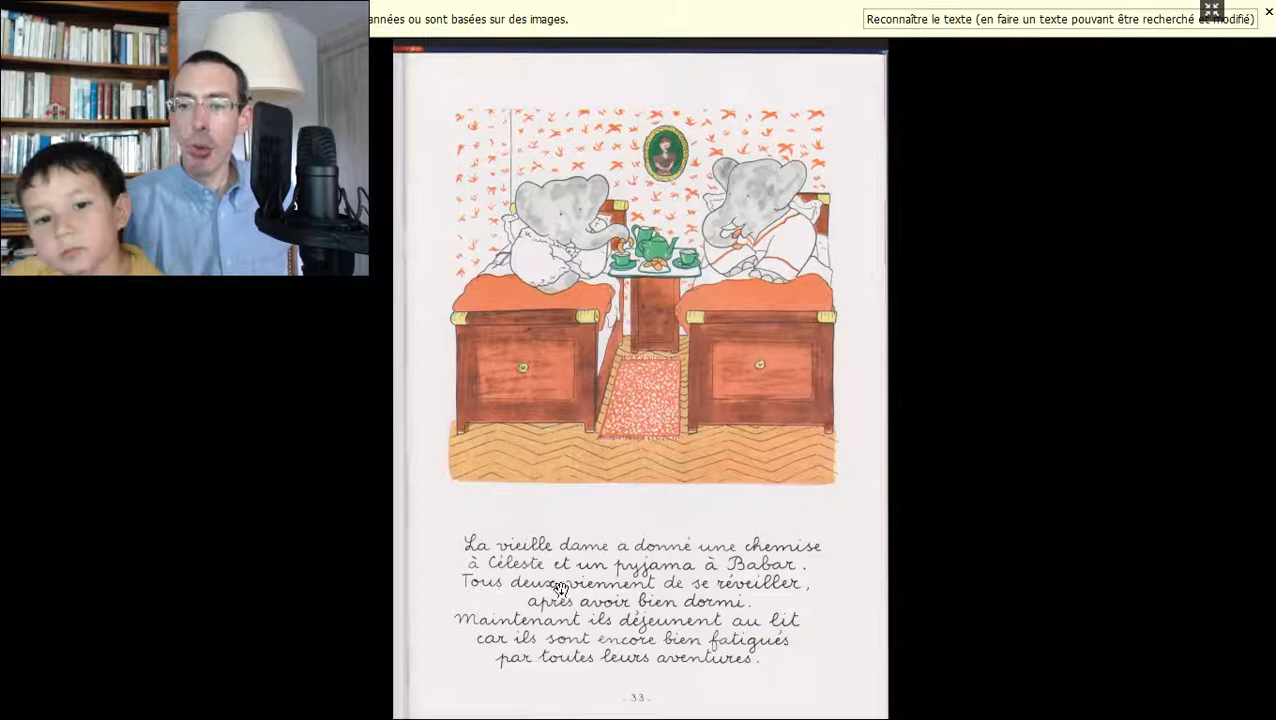 années ou sont basées sur des images.
Reconnaître le texte (en faire un texte pouvant être recherché et modifié)
La vieille dame a donné une chemise
à Céleste et un pyjama à Babar.
Tous deux viennent de se réveiller,
après avoir bien dormi.
Maintenant ils déjeunent au lit
car ils sont encore bien fatigués
par toutes leurs aventures.
- 33 -